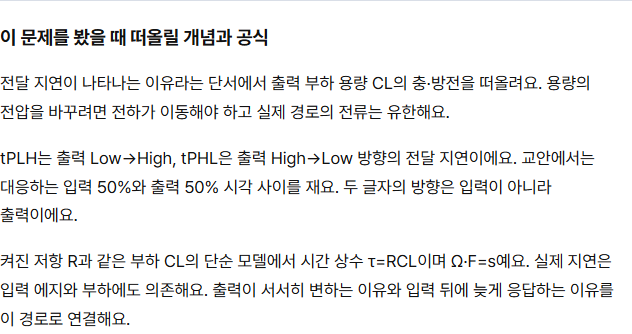 이 문제를 봤을 때 떠올릴 개념과 공식
전달 지연이 나타나는 이유라는 단서에서 출력 부하 용량 CL의 충·방전을 떠올려요. 용량의
전압을 바꾸려면 전하가 이동해야 하고 실제 경로의 전류는 유한해요.
tPLH는 출력 Low→High, tPHL은 출력 High→Low 방향의 전달 지연이에요. 교안에서는
대응하는 입력 50%와 출력 50% 시각 사이를 재요. 두 글자의 방향은 입력이 아니라
출력이에요.
켜진 저항 R과 같은 부하 CL의 단순 모델에서 시간 상수 τ=RCL이며 Ω·F=s예요. 실제 지연은
입력 에지와 부하에도 의존해요. 출력이 서서히 변하는 이유와 입력 뒤에 늦게 응답하는 이유를
이 경로로 연결해요.